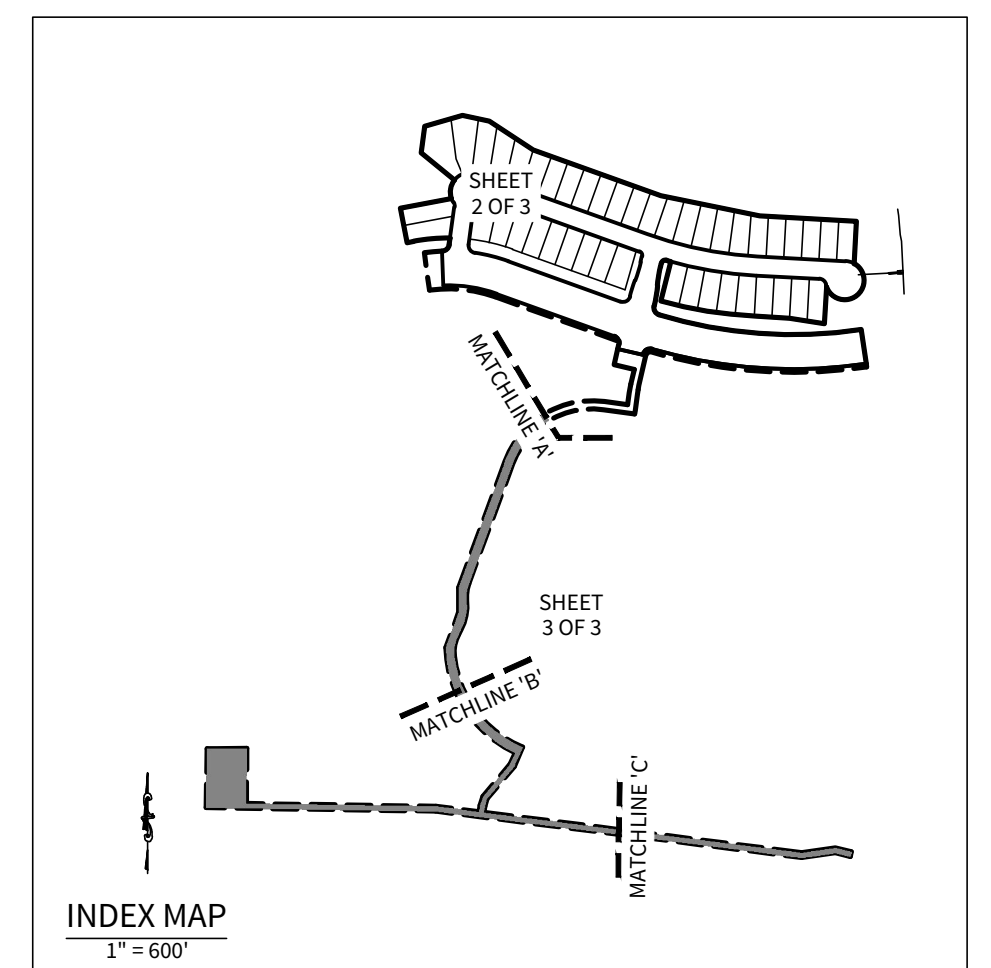 SHEET
2 OF 3
MATCHLINE 'A'
SHEET
3 OF 3
MATCHLINE 'B'
MATCHLINE 'C'
INDEX MAP
1" = 600'